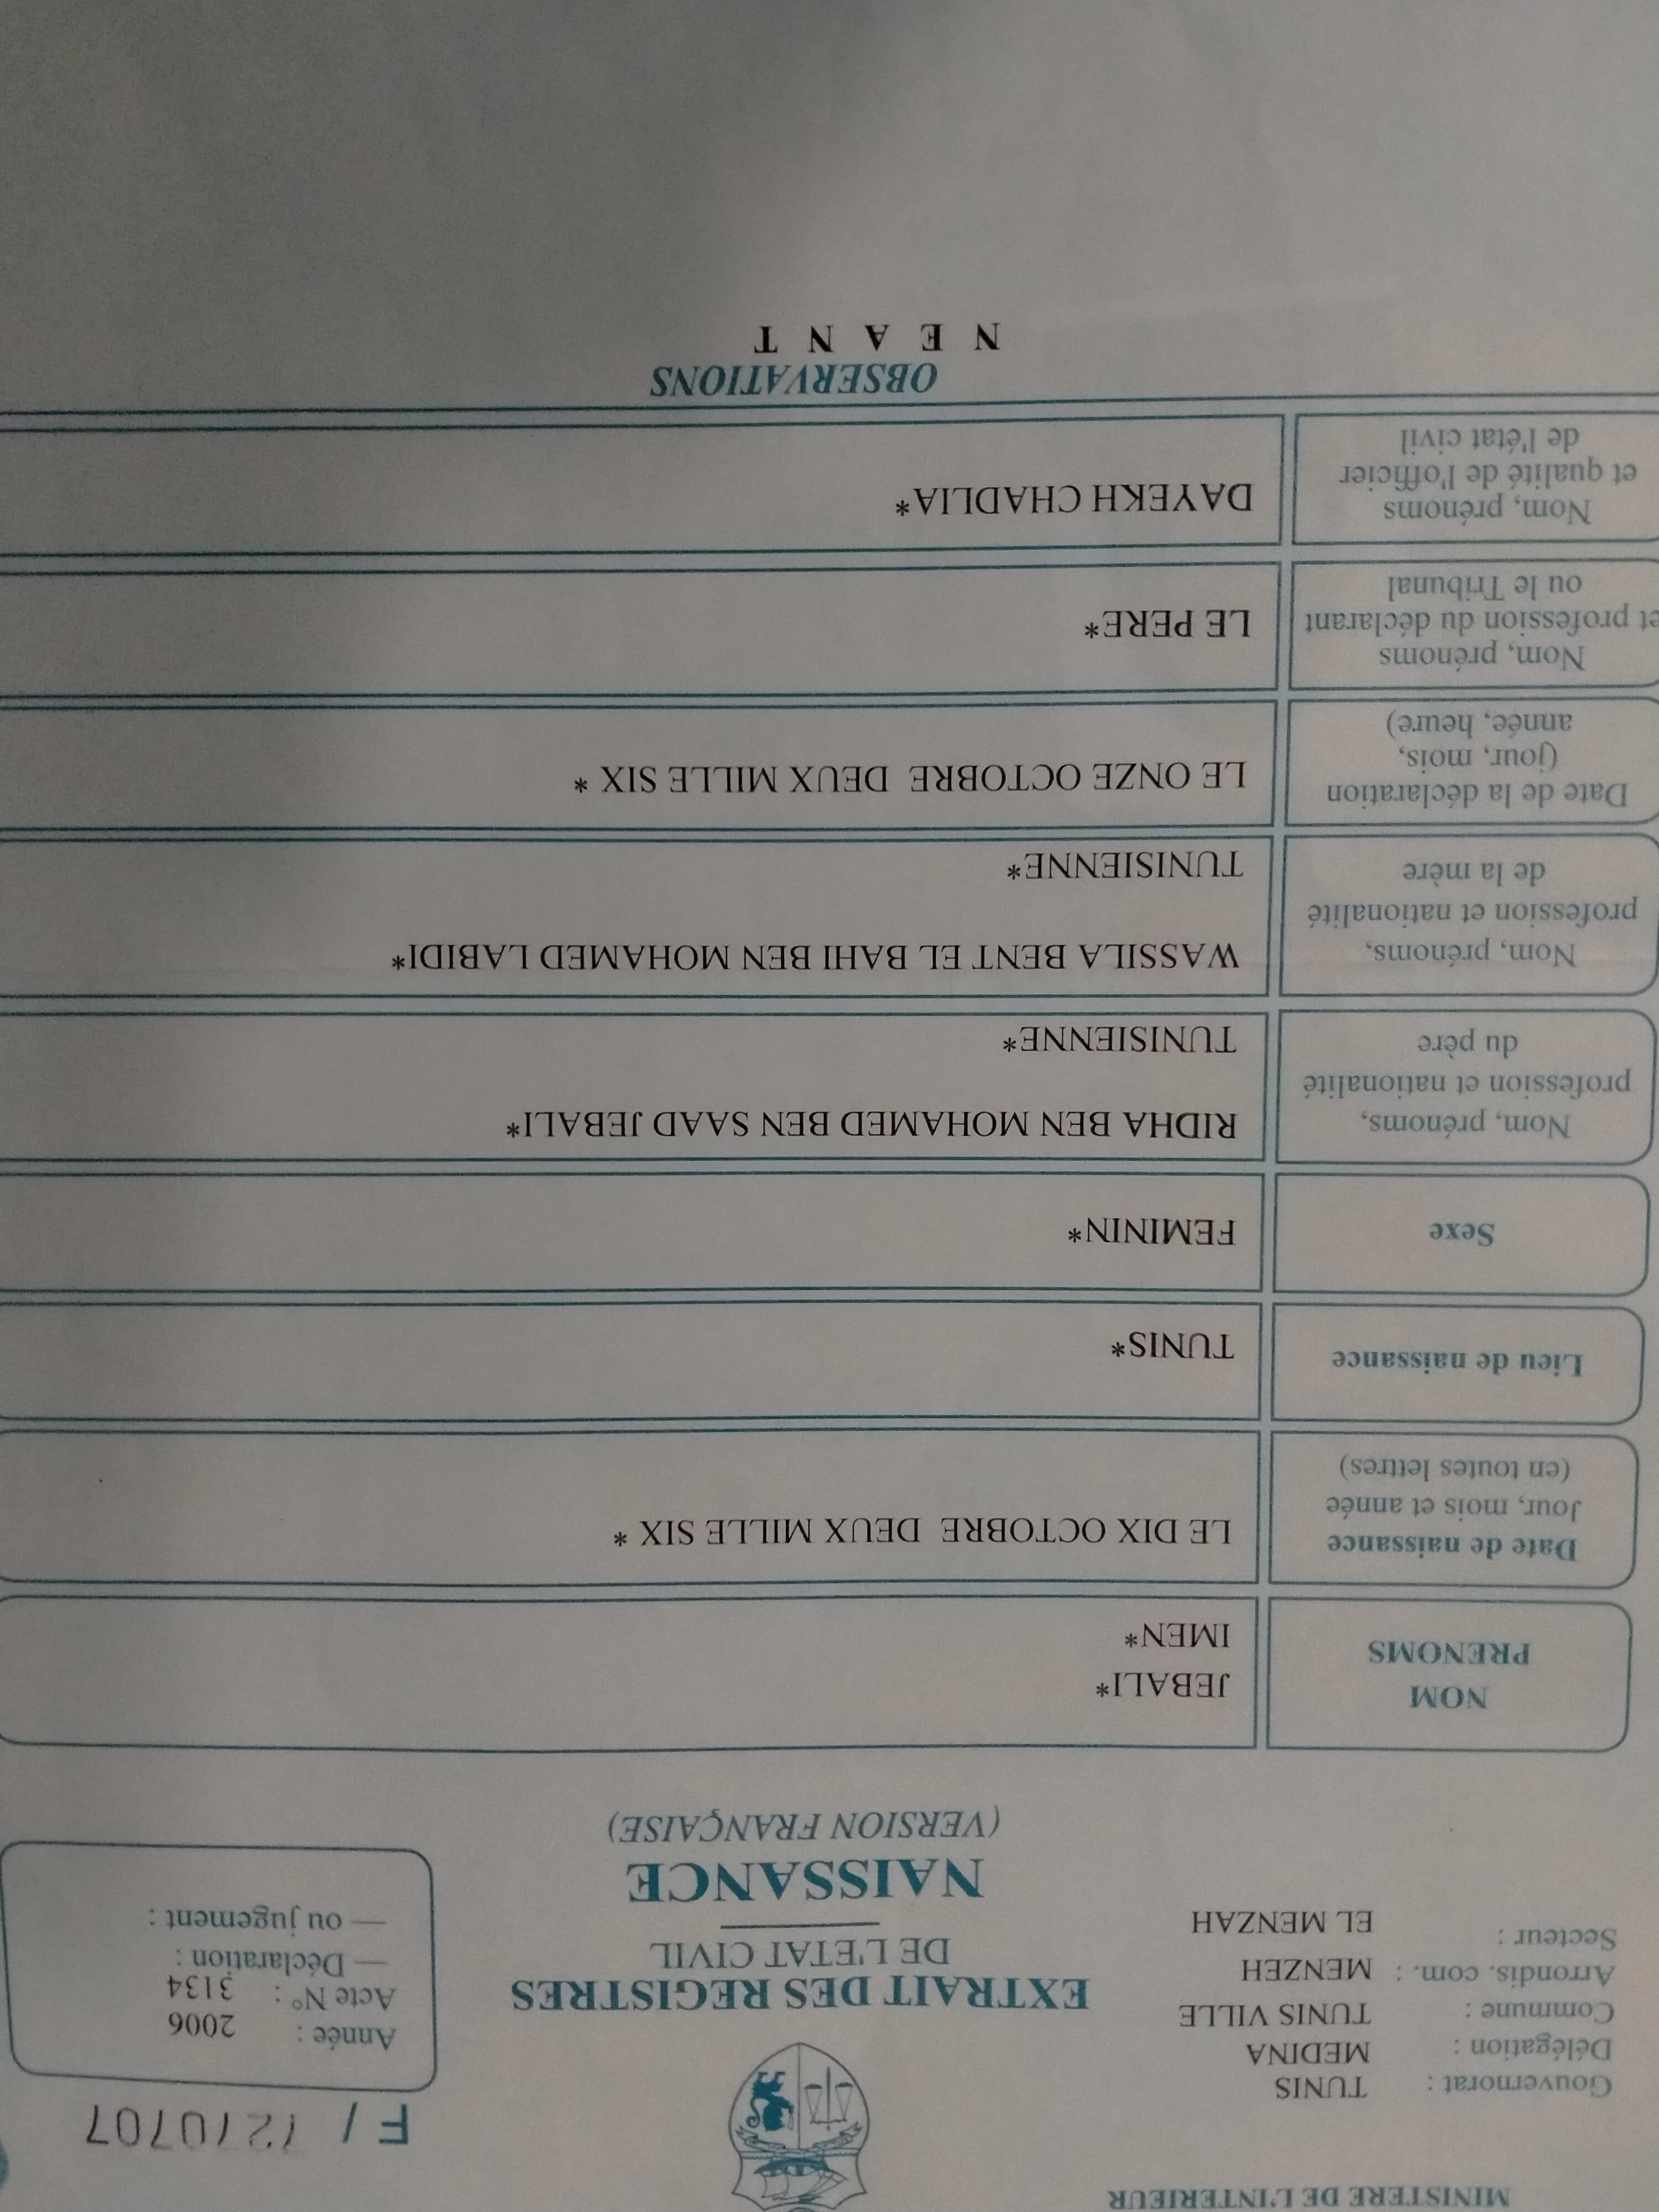 MINISTERE DE L'INTERIEUR
Gouvernorat : TUNIS
Délégation : MEDINA
Commune : TUNIS VILLE
Arrondis. com. : MENZEH
Secteur : EL MENZAH
EXTRAIT DES REGISTRES
DE L'ETAT CIVIL
NAISSANCE
(VERSION FRANÇAISE)
F / 7270707
Année : 2006
Acte N° : 3134
— Déclaration :
— ou jugement :
NOM
PRENOMS
JEBALI*
IMEN*
Date de naissance
Jour, mois et année
(en toutes lettres)
LE DIX OCTOBRE DEUX MILLE SIX *
Lieu de naissance
TUNIS*
Sexe
FEMININ*
Nom, prénoms,
profession et nationalité
du père
RIDHA BEN MOHAMED BEN SAAD JEBALI*
TUNISIENNE*
Nom, prénoms,
profession et nationalité
de la mère
WASSILA BENT EL BAHI BEN MOHAMED LABIDI*
TUNISIENNE*
Date de la déclaration
(jour, mois,
année, heure)
LE ONZE OCTOBRE DEUX MILLE SIX *
Nom, prénoms
et profession du déclarant
ou le Tribunal
LE PERE*
Nom, prénoms
et qualité de l'officier
de l'état civil
DAYEKH CHADLIA*
OBSERVATIONS
N E A N T